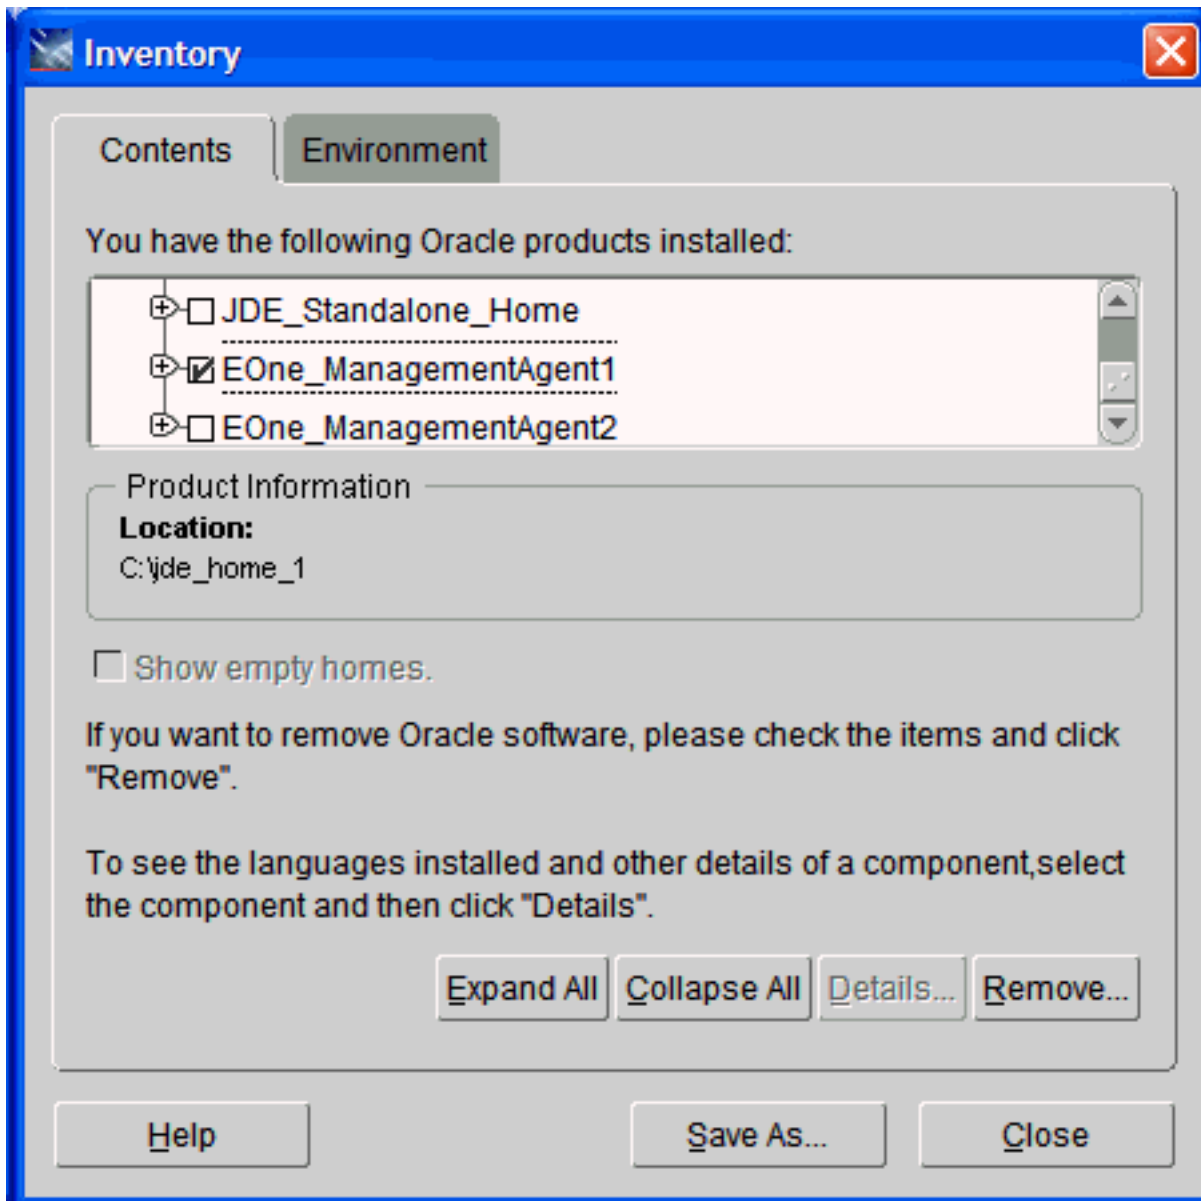 Inventory
Contents
Environment
You have the following Oracle products installed:
JDE_Standalone_Home
EOne_ManagementAgent1
EOne_ManagementAgent2
Product Information
Location:
C:\jde_home_1
Show empty homes.
If you want to remove Oracle software, please check the items and click
"Remove".
To see the languages installed and other details of a component,select
the component and then click "Details".
Expand All
Collapse All
Details...
Remove...
Help
Save As...
Close